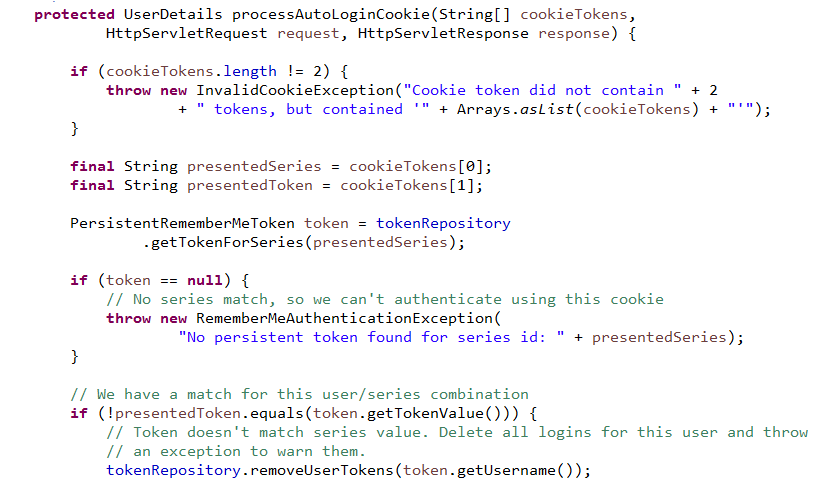 protected UserDetails processAutoLoginCookie(String[] cookieTokens,
HttpServletRequest request, HttpServletResponse response) {
if (cookieTokens.length != 2) {
throw new InvalidCookieException("Cookie token did not contain " + 2
+ " tokens, but contained '" + Arrays.asList(cookieTokens) + "'");
}
final String presentedSeries = cookieTokens[0];
final String presentedToken = cookieTokens[1];
PersistentRememberMeToken token = tokenRepository
.getTokenForSeries(presentedSeries);
if (token == null) {
// No series match, so we can't authenticate using this cookie
throw new RememberMeAuthenticationException(
"No persistent token found for series id: " + presentedSeries);
}
// We have a match for this user/series combination
if (!presentedToken.equals(token.getTokenValue())) {
// Token doesn't match series value. Delete all logins for this user and throw
// an exception to warn them.
tokenRepository.removeUserTokens(token.getUsername());